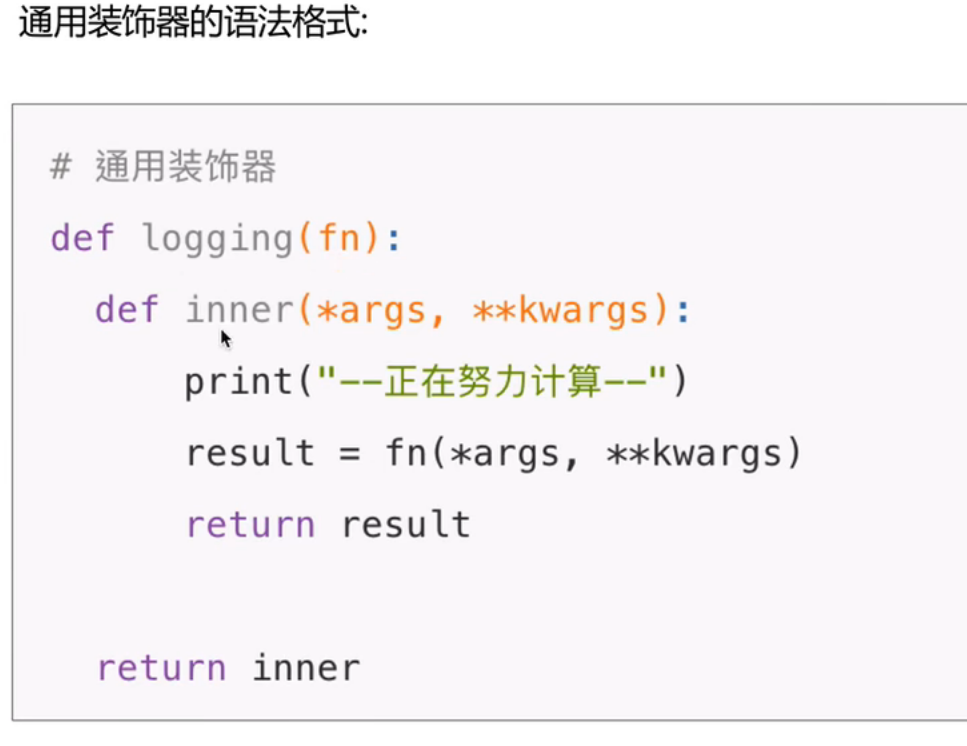 通用装饰器的语法格式:
# 通用装饰器
def logging(fn):
  def inner(*args, **kwargs):
      print("--正在努力计算--")
      result = fn(*args, **kwargs)
      return result
  return inner